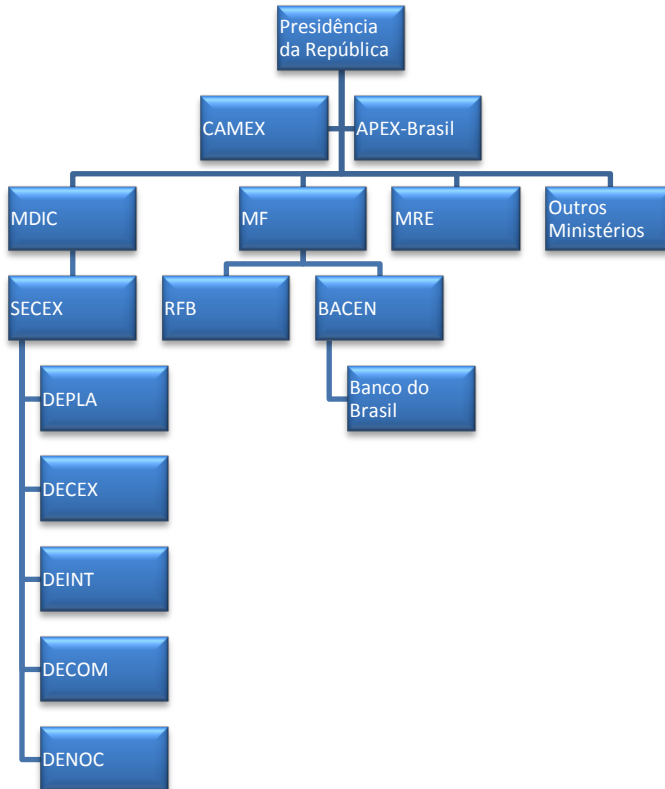 Presidência
da República
CAMEX
APEX-Brasil
MDIC
MF
MRE
Outros
Ministérios
SECEX
RFB
BACEN
DEPLA
Banco do
Brasil
DECEX
DEINT
DECOM
DENOC